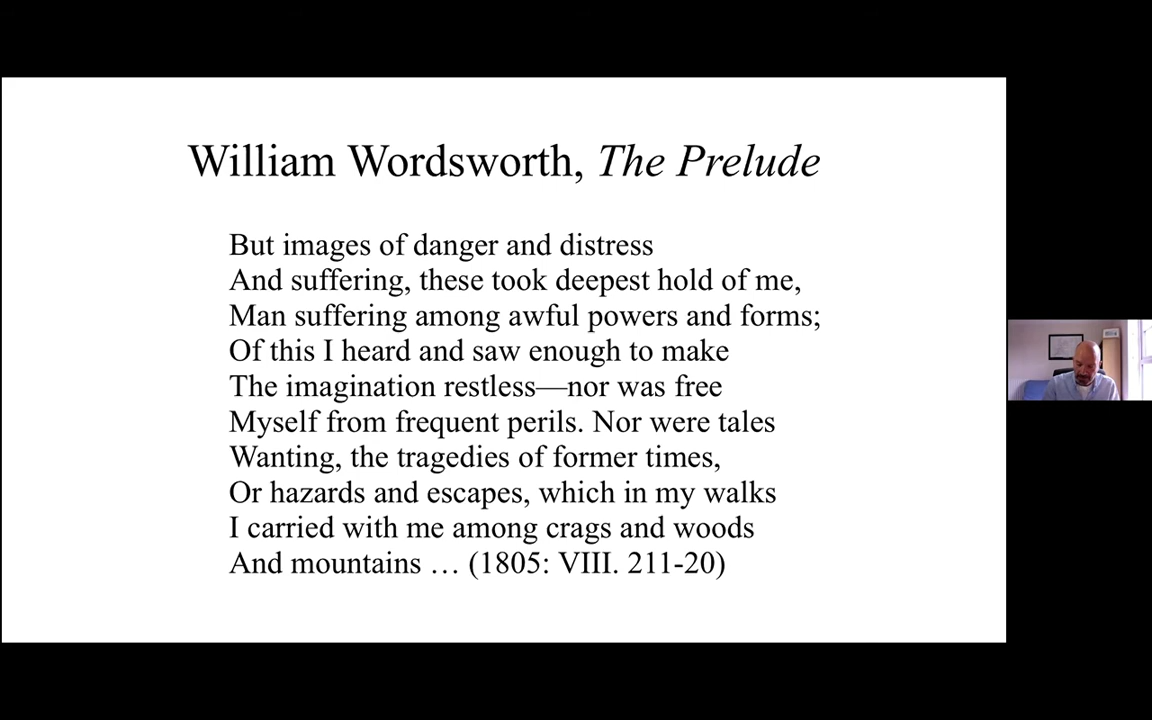 William Wordsworth, The Prelude
But images of danger and distress
And suffering, these took deepest hold of me,
Man suffering among awful powers and forms;
Of this I heard and saw enough to make
The imagination restless—nor was free
Myself from frequent perils. Nor were tales
Wanting, the tragedies of former times,
Or hazards and escapes, which in my walks
I carried with me among crags and woods
And mountains … (1805: VIII. 211-20)